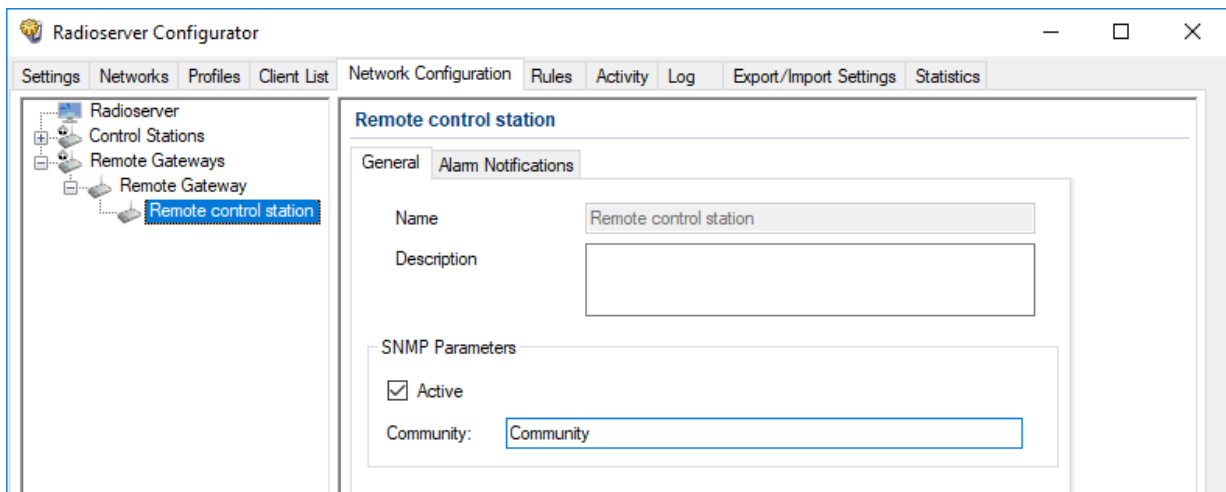 Radioserver Configurator
Settings Networks Profiles Client List Network Configuration Rules Activity Log Export/Import Settings Statistics
Radioserver
Control Stations
Remote Gateways
Remote Gateway
Remote control station
Remote control station
General Alarm Notifications
Name Remote control station
Description
SNMP Parameters
Active
Community: Community